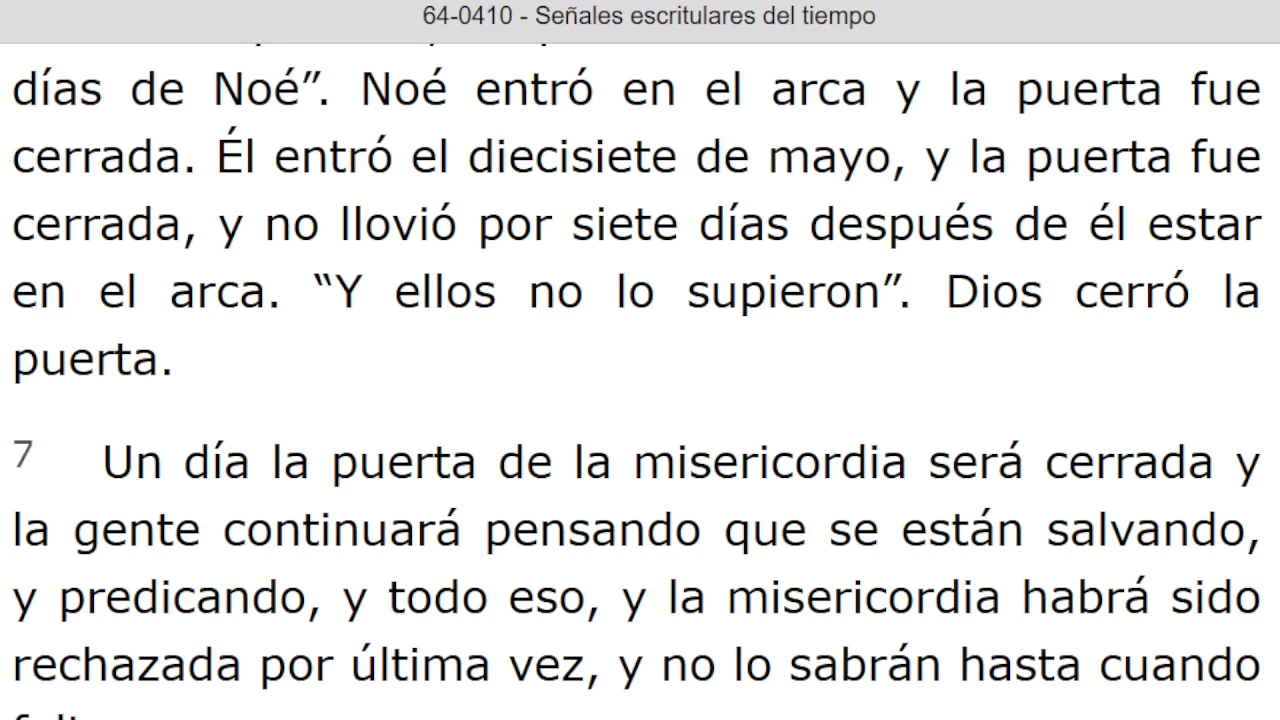 64-0410 - Señales escritulares del tiempo
días de Noé”. Noé entró en el arca y la puerta fue
cerrada. Él entró el diecisiete de mayo, y la puerta fue
cerrada, y no llovió por siete días después de él estar
en el arca. “Y ellos no lo supieron”. Dios cerró la
puerta.
7 Un día la puerta de la misericordia será cerrada y
la gente continuará pensando que se están salvando,
y predicando, y todo eso, y la misericordia habrá sido
rechazada por última vez, y no lo sabrán hasta cuando